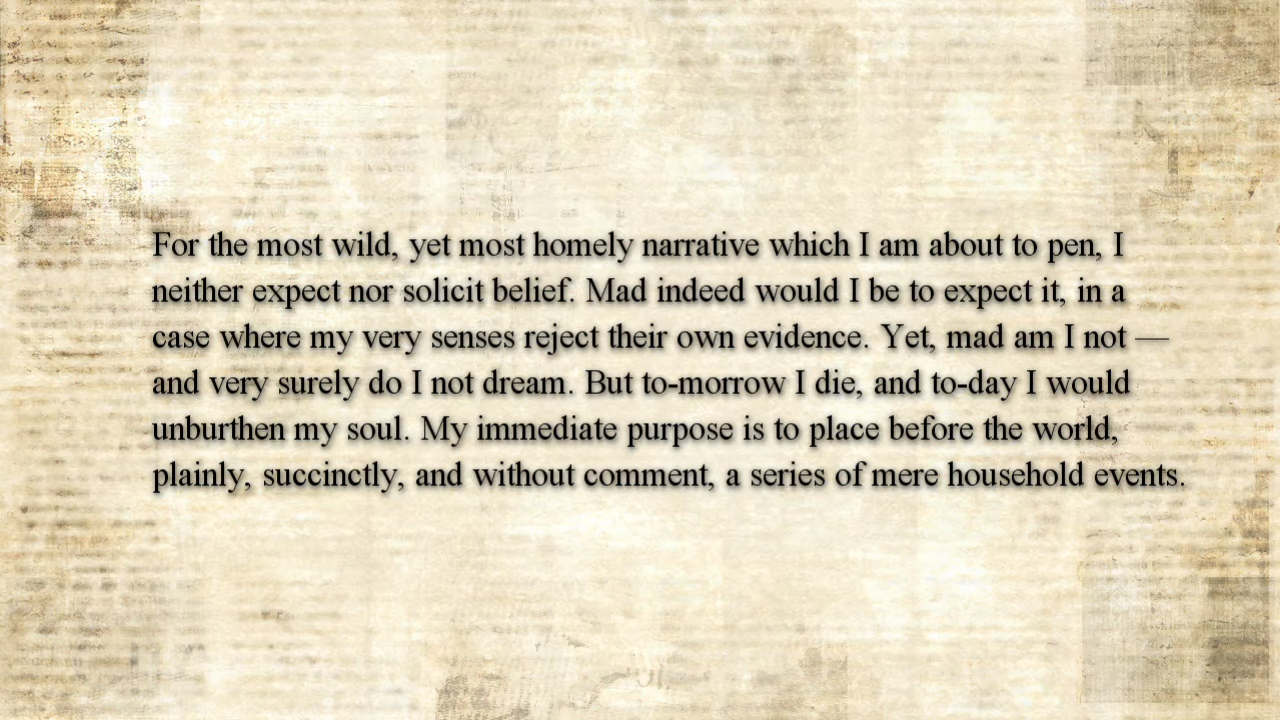 For the most wild, yet most homely narrative which I am about to pen, I
neither expect nor solicit belief. Mad indeed would I be to expect it, in a
case where my very senses reject their own evidence. Yet, mad am I not —
and very surely do I not dream. But to-morrow I die, and to-day I would
unburthen my soul. My immediate purpose is to place before the world,
plainly, succinctly, and without comment, a series of mere household events.